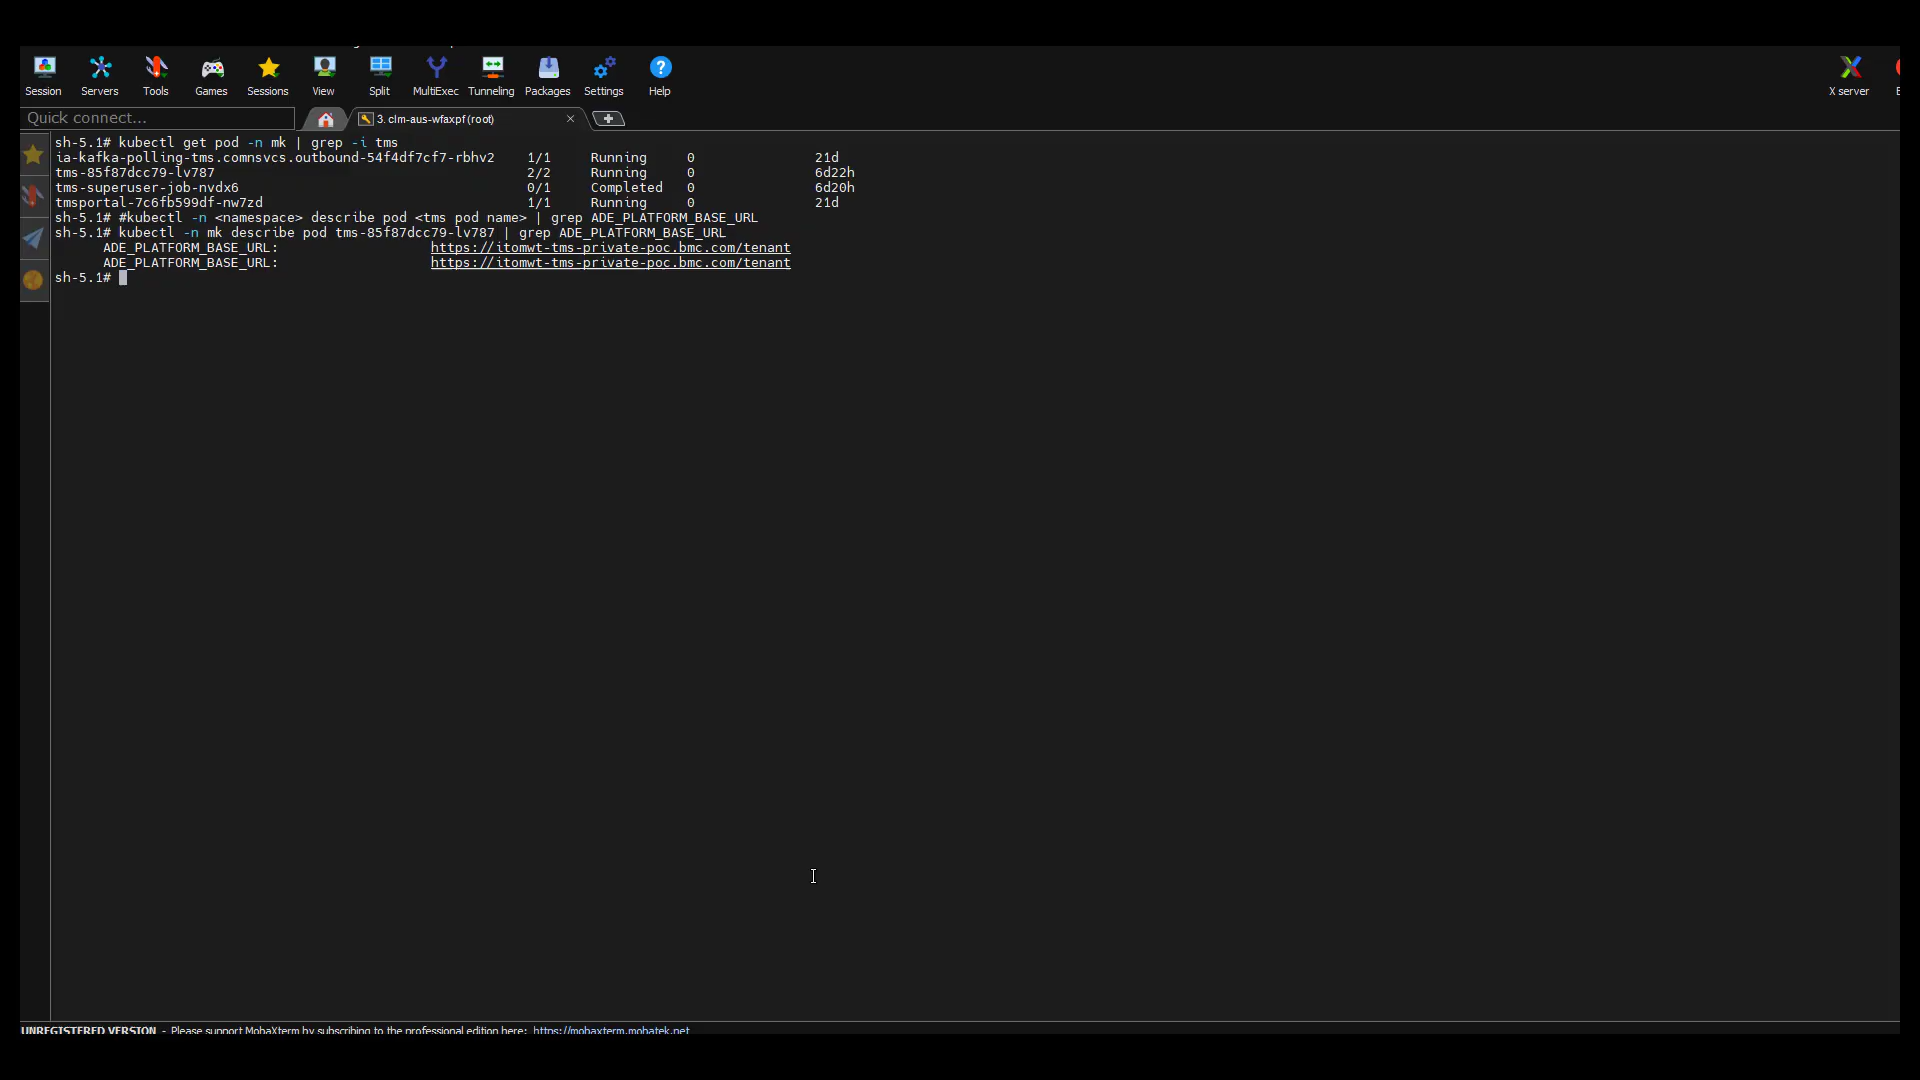 Session Servers Tools Games Sessions View Split MultiExec Tunneling Packages Settings Help X server
Quick connect... 3. clm-aus-wfaxpf (root)
sh-5.1# kubectl get pod -n mk | grep -i tms
ia-kafka-polling-tms.comnsvcs.outbound-54f4df7cf7-rbhv2 1/1 Running 0 21d
tms-85f87dcc79-lv787 2/2 Running 0 6d22h
tms-superuser-job-nvdx6 0/1 Completed 0 6d20h
tmsportal-7c6fb599df-nw7zd 1/1 Running 0 21d
sh-5.1# #kubectl -n <namespace> describe pod <tms pod name> | grep ADE_PLATFORM_BASE_URL
sh-5.1# kubectl -n mk describe pod tms-85f87dcc79-lv787 | grep ADE_PLATFORM_BASE_URL
ADE_PLATFORM_BASE_URL: https://itomwt-tms-private-poc.bmc.com/tenant
ADE_PLATFORM_BASE_URL: https://itomwt-tms-private-poc.bmc.com/tenant
sh-5.1#
UNREGISTERED VERSION - Please support MobaXterm by subscribing to the professional edition here: https://mobaxterm.mobatek.net